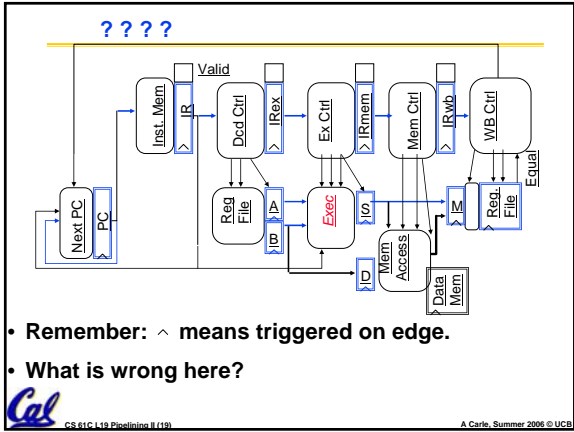 ? ? ? ?
Valid
Inst. Mem
IR
Dcd Ctrl
IRex
Ex Ctrl
IRmem
Mem Ctrl
IRwb
WB Ctrl
Equal
Next PC
PC
Reg
File
A
B
Exec
S
D
Mem
Access
Data
Mem
M
Reg.
File
• Remember: ^ means triggered on edge.
• What is wrong here?
Cal
CS 61C L19 Pipelining II (19)
A Carle, Summer 2006 © UCB